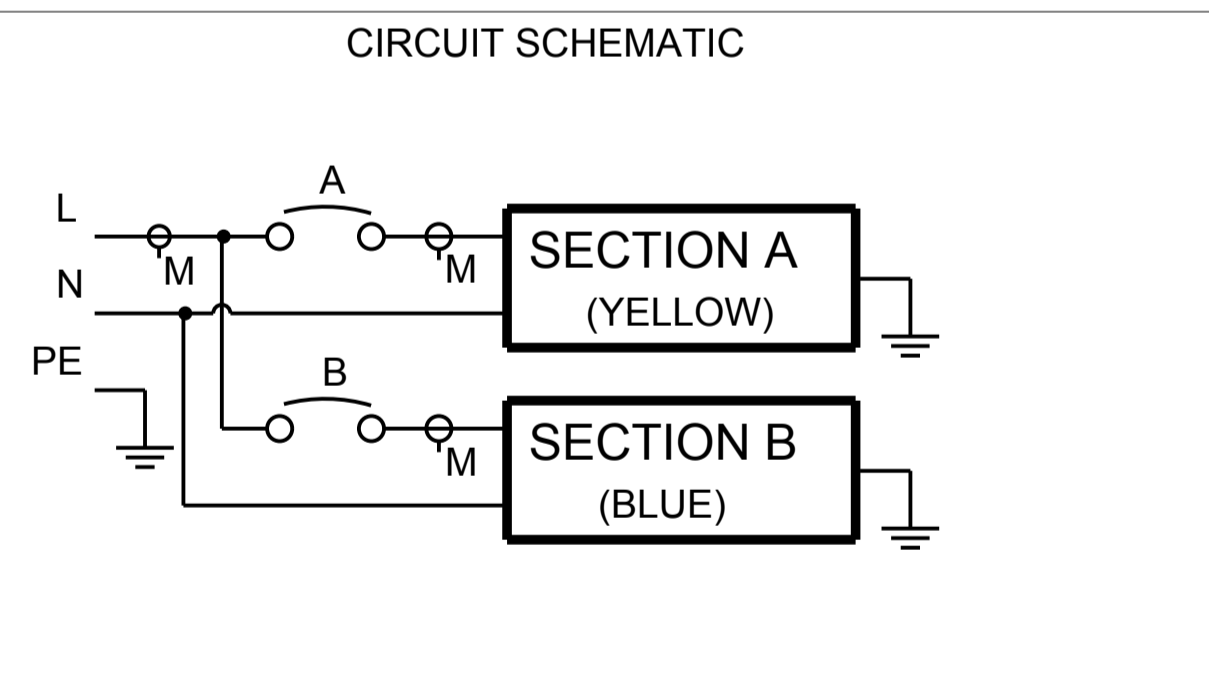 CIRCUIT SCHEMATIC
A
L
M
M
SECTION A
N
(YELLOW)
PE
B
M
SECTION B
(BLUE)